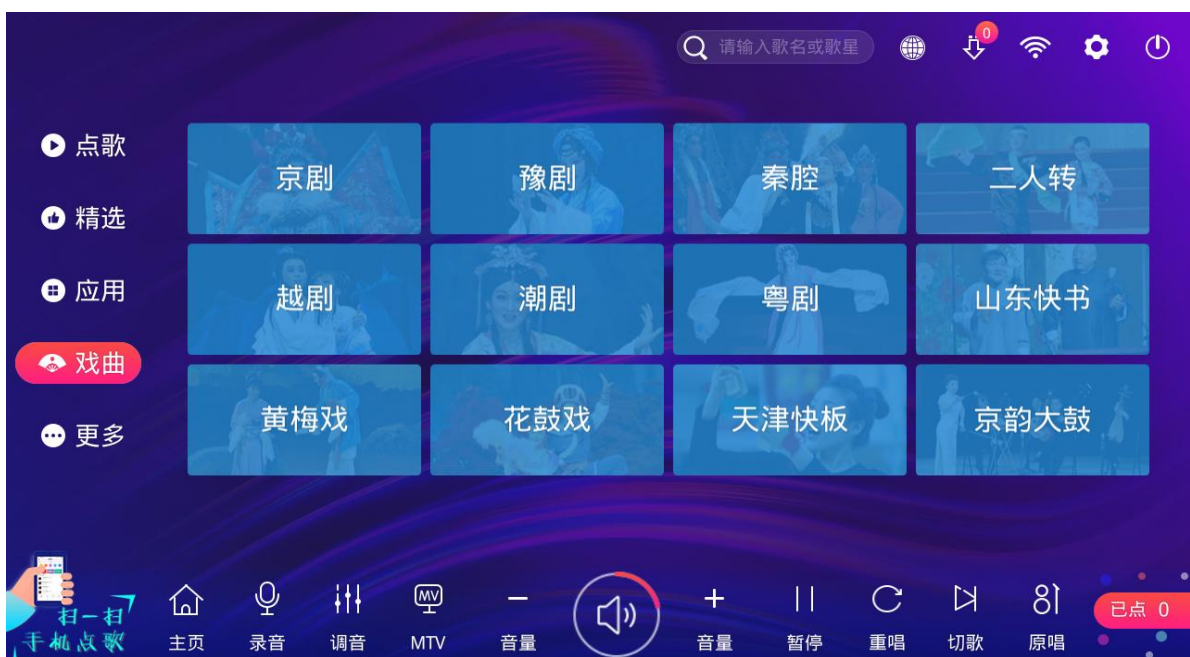 请输入歌名或歌星
0
点歌
精选
应用
戏曲
更多
京剧
豫剧
秦腔
二人转
越剧
潮剧
粤剧
山东快书
黄梅戏
花鼓戏
天津快板
京韵大鼓
扫一扫
手机点歌
主页
录音
调音
MV
MTV
音量
音量
暂停
重唱
切歌
原唱
已点 0